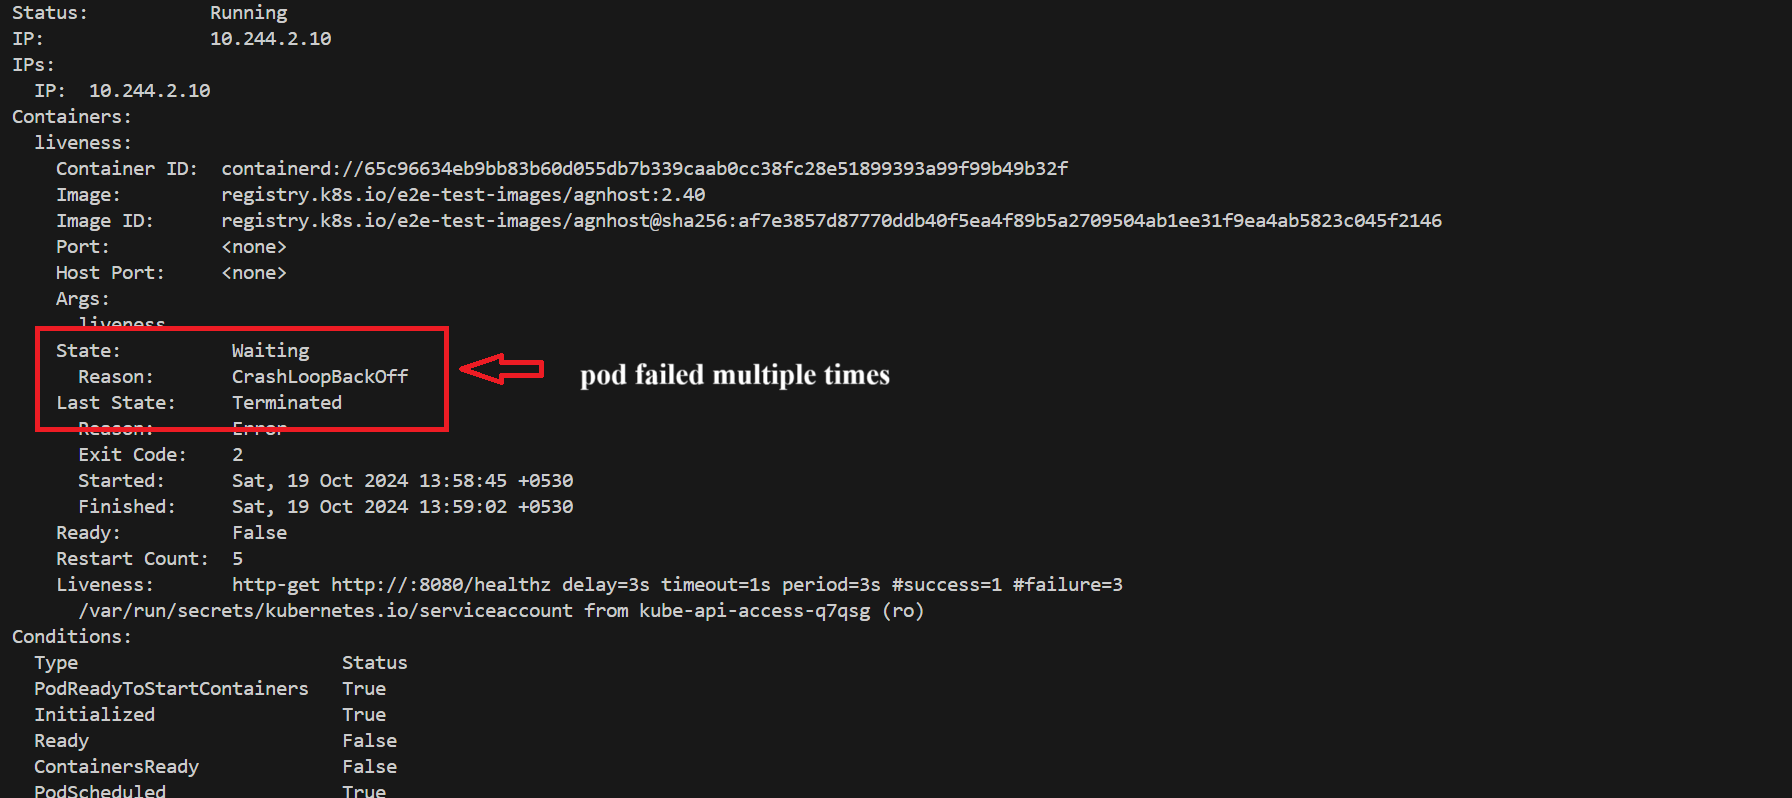 Status: Running
IP: 10.244.2.10
IPs:
IP: 10.244.2.10
Containers:
liveness:
Container ID: containerd://65c96634eb9bb83b60d055db7b339caab0cc38fc28e51899393a99f99b49b32f
Image: registry.k8s.io/e2e-test-images/agnhost:2.40
Image ID: registry.k8s.io/e2e-test-images/agnhost@sha256:af7e3857d87770ddb40f5ea4f89b5a2709504ab1ee31f9ea4ab5823c045f2146
Port: <none>
Host Port: <none>
Args:
liveness
State: Waiting
Reason: CrashLoopBackOff
pod failed multiple times
Last State: Terminated
Reason: Error
Exit Code: 2
Started: Sat, 19 Oct 2024 13:58:45 +0530
Finished: Sat, 19 Oct 2024 13:59:02 +0530
Ready: False
Restart Count: 5
Liveness: http-get http://:8080/healthz delay=3s timeout=1s period=3s #success=1 #failure=3
/var/run/secrets/kubernetes.io/serviceaccount from kube-api-access-q7qsg (ro)
Conditions:
Type Status
PodReadyToStartContainers True
Initialized True
Ready False
ContainersReady False
PodScheduled True